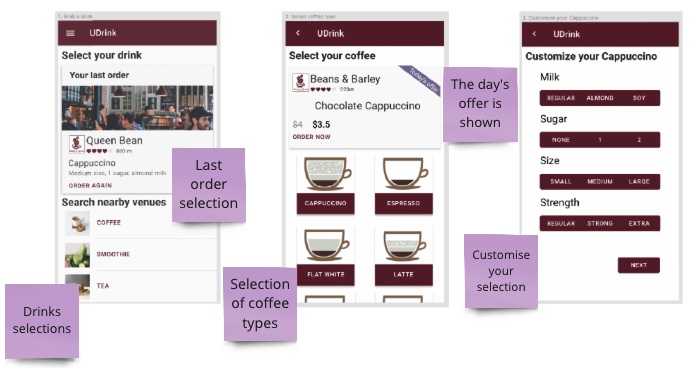 1. Grab a drink
UDrink
Select your drink
Your last order
Queen Bean
800 m
Cappuccino
Medium size, 1 sugar, almond milk
ORDER AGAIN
Search nearby venues
COFFEE
SMOOTHIE
TEA
Drinks
selections
Last
order
selection
2. Select coffee type
UDrink
Select your coffee
Today's offer
Beans & Barley
220m
Chocolate Cappuccino
$4 $3.5
ORDER NOW
CAPPUCCINO
ESPRESSO
FLAT WHITE
LATTE
Selection
of coffee
types
The day's
offer is
shown
3. Customize your Cappuccino
UDrink
Customize your Cappuccino
Milk
REGULAR ALMOND SOY
Sugar
NONE 1 2
Size
SMALL MEDIUM LARGE
Strength
REGULAR STRONG EXTRA
NEXT
Customise
your
selection